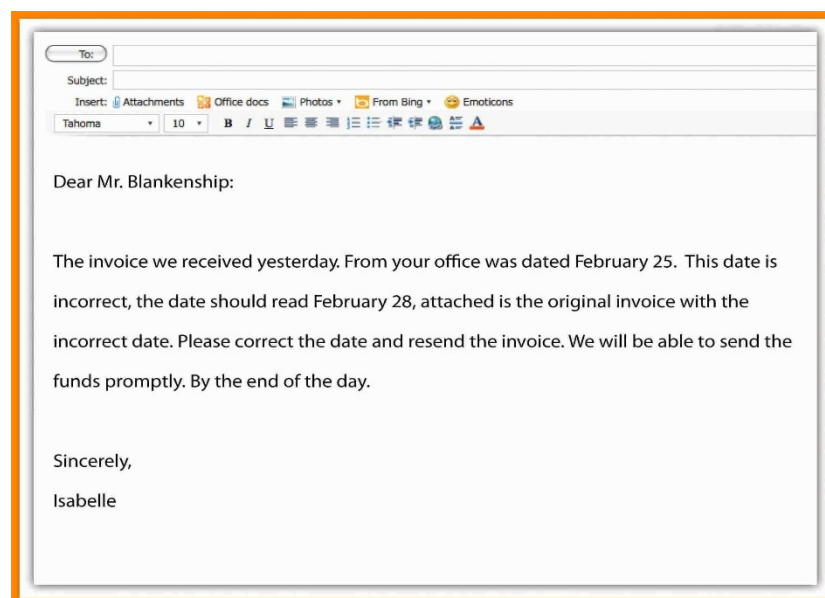 To:
Subject:
Insert: Attachments Office docs Photos From Bing Emoticons
Tahoma 10 B I U A
Dear Mr. Blankenship:
The invoice we received yesterday. From your office was dated February 25. This date is
incorrect, the date should read February 28, attached is the original invoice with the
incorrect date. Please correct the date and resend the invoice. We will be able to send the
funds promptly. By the end of the day.
Sincerely,
Isabelle